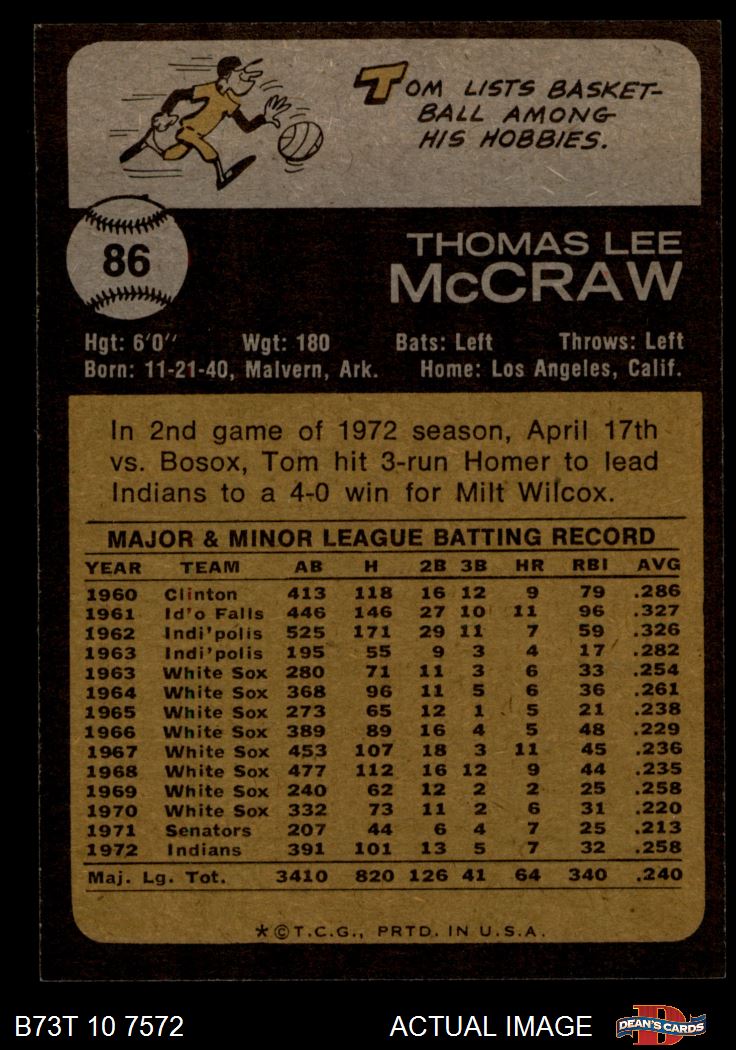 TOM LISTS BASKET-
BALL AMONG
HIS HOBBIES.
86
THOMAS LEE
McCRAW
Hgt: 6'0" Wgt: 180 Bats: Left Throws: Left
Born: 11-21-40, Malvern, Ark. Home: Los Angeles, Calif.
In 2nd game of 1972 season, April 17th
vs. Bosox, Tom hit 3-run Homer to lead
Indians to a 4-0 win for Milt Wilcox.
MAJOR & MINOR LEAGUE BATTING RECORD
YEAR TEAM AB H 2B 3B HR RBI AVG
1960 Clinton 413 118 16 12 9 79 .286
1961 Id'o Falls 446 146 27 10 11 96 .327
1962 Indi'polis 525 171 29 11 7 59 .326
1963 Indi'polis 195 55 9 3 4 17 .282
1963 White Sox 280 71 11 3 6 33 .254
1964 White Sox 368 96 11 5 6 36 .261
1965 White Sox 273 65 12 1 5 21 .238
1966 White Sox 389 89 16 4 5 48 .229
1967 White Sox 453 107 18 3 11 45 .236
1968 White Sox 477 112 16 12 9 44 .235
1969 White Sox 240 62 12 2 2 25 .258
1970 White Sox 332 73 11 2 6 31 .220
1971 Senators 207 44 6 4 7 25 .213
1972 Indians 391 101 13 5 7 32 .258
Maj. Lg. Tot. 3410 820 126 41 64 340 .240
*©T.C.G., PRTD. IN U.S.A.
B73T 10 7572 ACTUAL IMAGE D DEAN'S CARDS